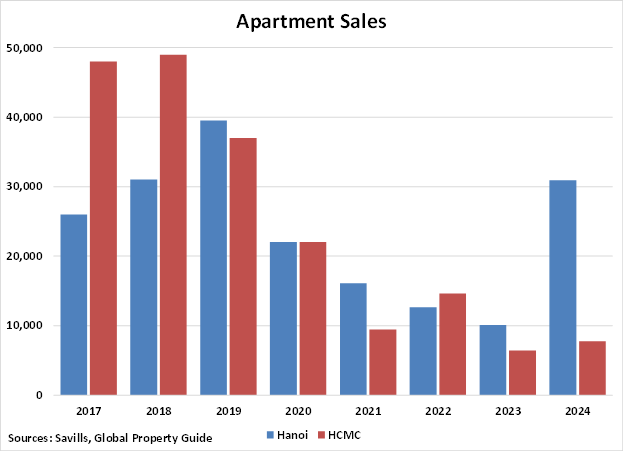 Apartment Sales
50,000
40,000
30,000
20,000
10,000
0
2017 2018 2019 2020 2021 2022 2023 2024
Sources: Savills, Global Property Guide
Hanoi HCMC